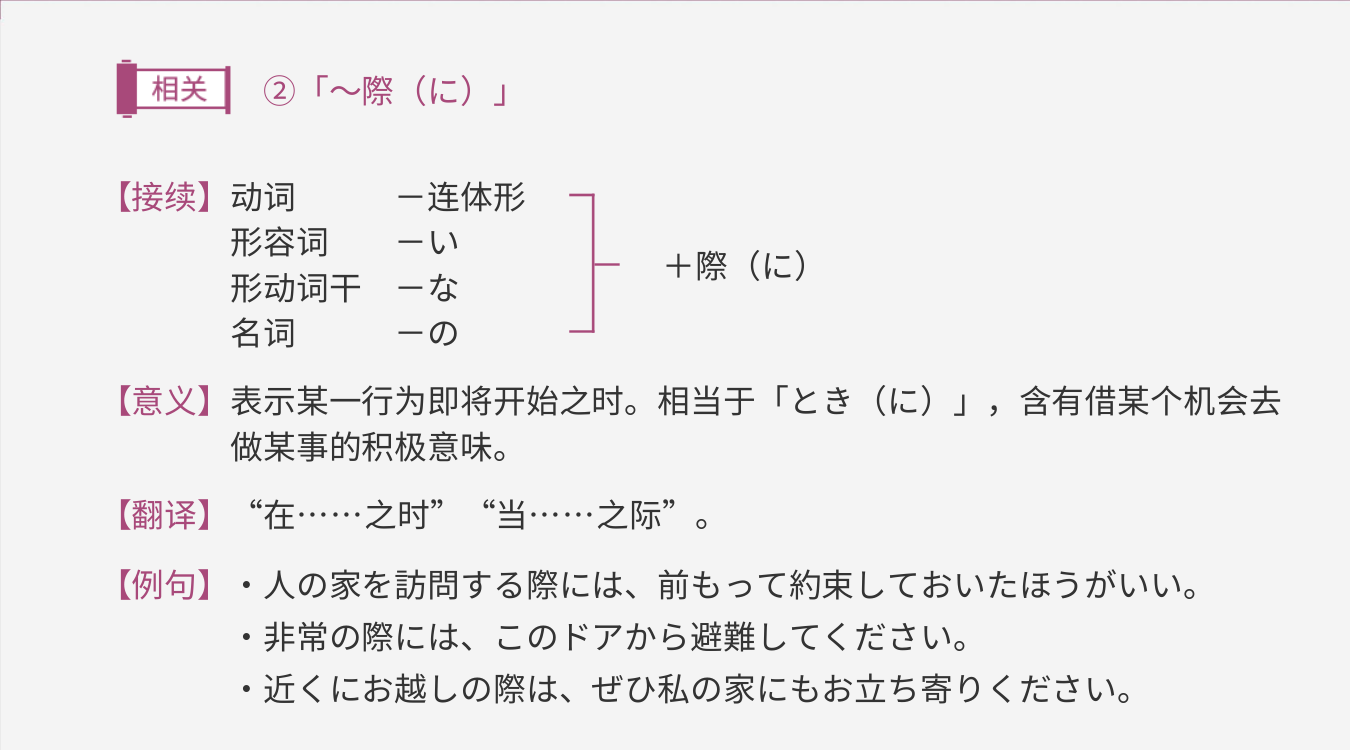 相关 ②「～際（に）」
【接续】动词 －连体形
形容词 －い
＋際（に）
形动词干 －な
名词 －の
【意义】表示某一行为即将开始之时。相当于「とき（に）」，含有借某个机会去
做某事的积极意味。
【翻译】“在……之时” “当……之际”。
【例句】・人の家を訪問する際には、前もって約束しておいたほうがいい。
・非常の際には、このドアから避難してください。
・近くにお越しの際は、ぜひ私の家にもお立ち寄りください。